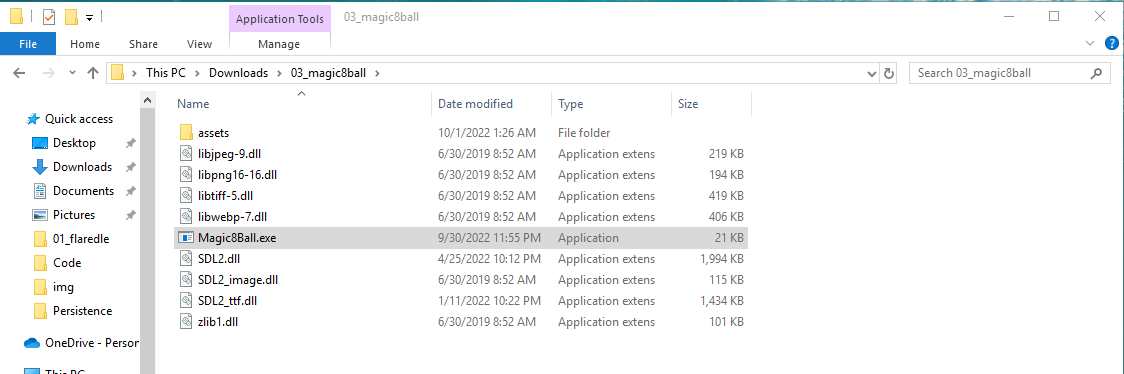 Application Tools 03_magic8ball
File Home Share View Manage
This PC Downloads 03_magic8ball Search 03_magic8ball
Name Date modified Type Size
Quick access
Desktop
Downloads
Documents
Pictures
01_flaredle
Code
img
Persistence
OneDrive - Person
This PC
assets 10/1/2022 1:26 AM File folder
libjpeg-9.dll 6/30/2019 8:52 AM Application extens 219 KB
libpng16-16.dll 6/30/2019 8:52 AM Application extens 194 KB
libtiff-5.dll 6/30/2019 8:52 AM Application extens 419 KB
libwebp-7.dll 6/30/2019 8:52 AM Application extens 406 KB
Magic8Ball.exe 9/30/2022 11:55 PM Application 21 KB
SDL2.dll 4/25/2022 10:12 PM Application extens 1,994 KB
SDL2_image.dll 6/30/2019 8:52 AM Application extens 115 KB
SDL2_ttf.dll 1/11/2022 10:22 PM Application extens 1,434 KB
zlib1.dll 6/30/2019 8:52 AM Application extens 101 KB